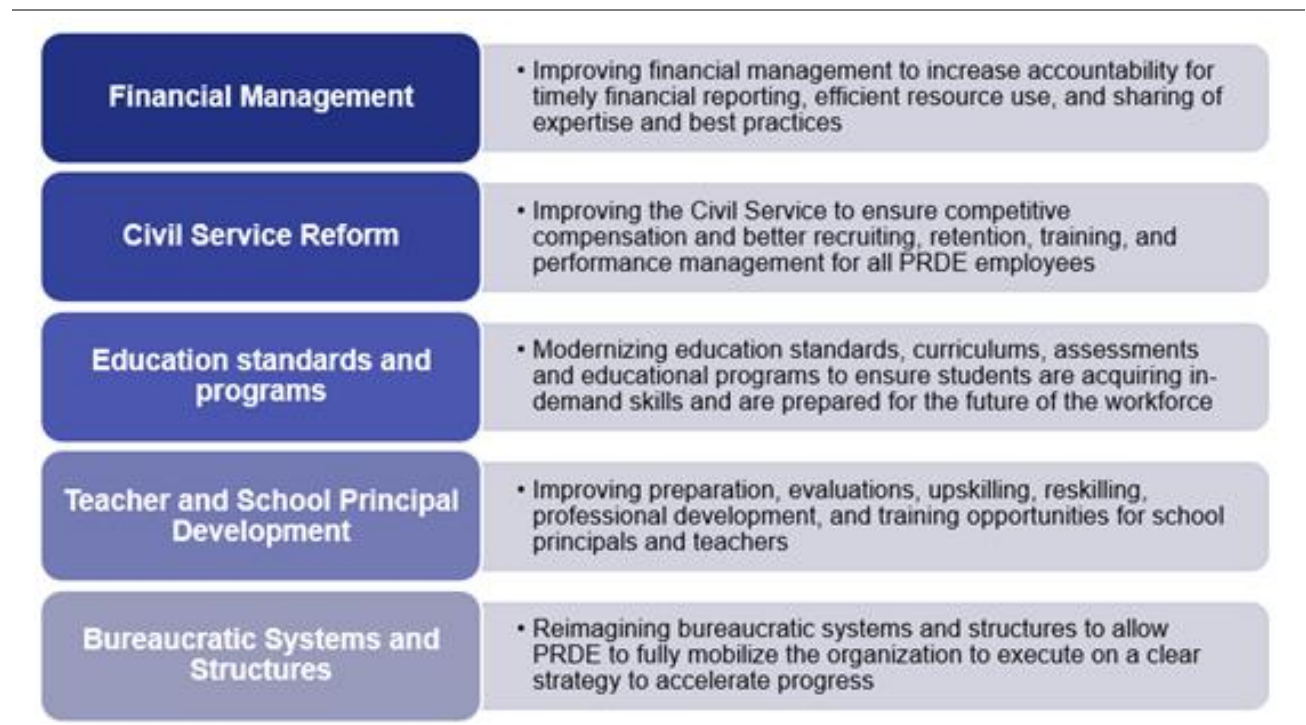 Financial Management
• Improving financial management to increase accountability for
timely financial reporting, efficient resource use, and sharing of
expertise and best practices
Civil Service Reform
• Improving the Civil Service to ensure competitive
compensation and better recruiting, retention, training, and
performance management for all PRDE employees
Education standards and
programs
• Modernizing education standards, curriculums, assessments
and educational programs to ensure students are acquiring in-
demand skills and are prepared for the future of the workforce
Teacher and School Principal
Development
• Improving preparation, evaluations, upskilling, reskilling,
professional development, and training opportunities for school
principals and teachers
Bureaucratic Systems and
Structures
• Reimagining bureaucratic systems and structures to allow
PRDE to fully mobilize the organization to execute on a clear
strategy to accelerate progress